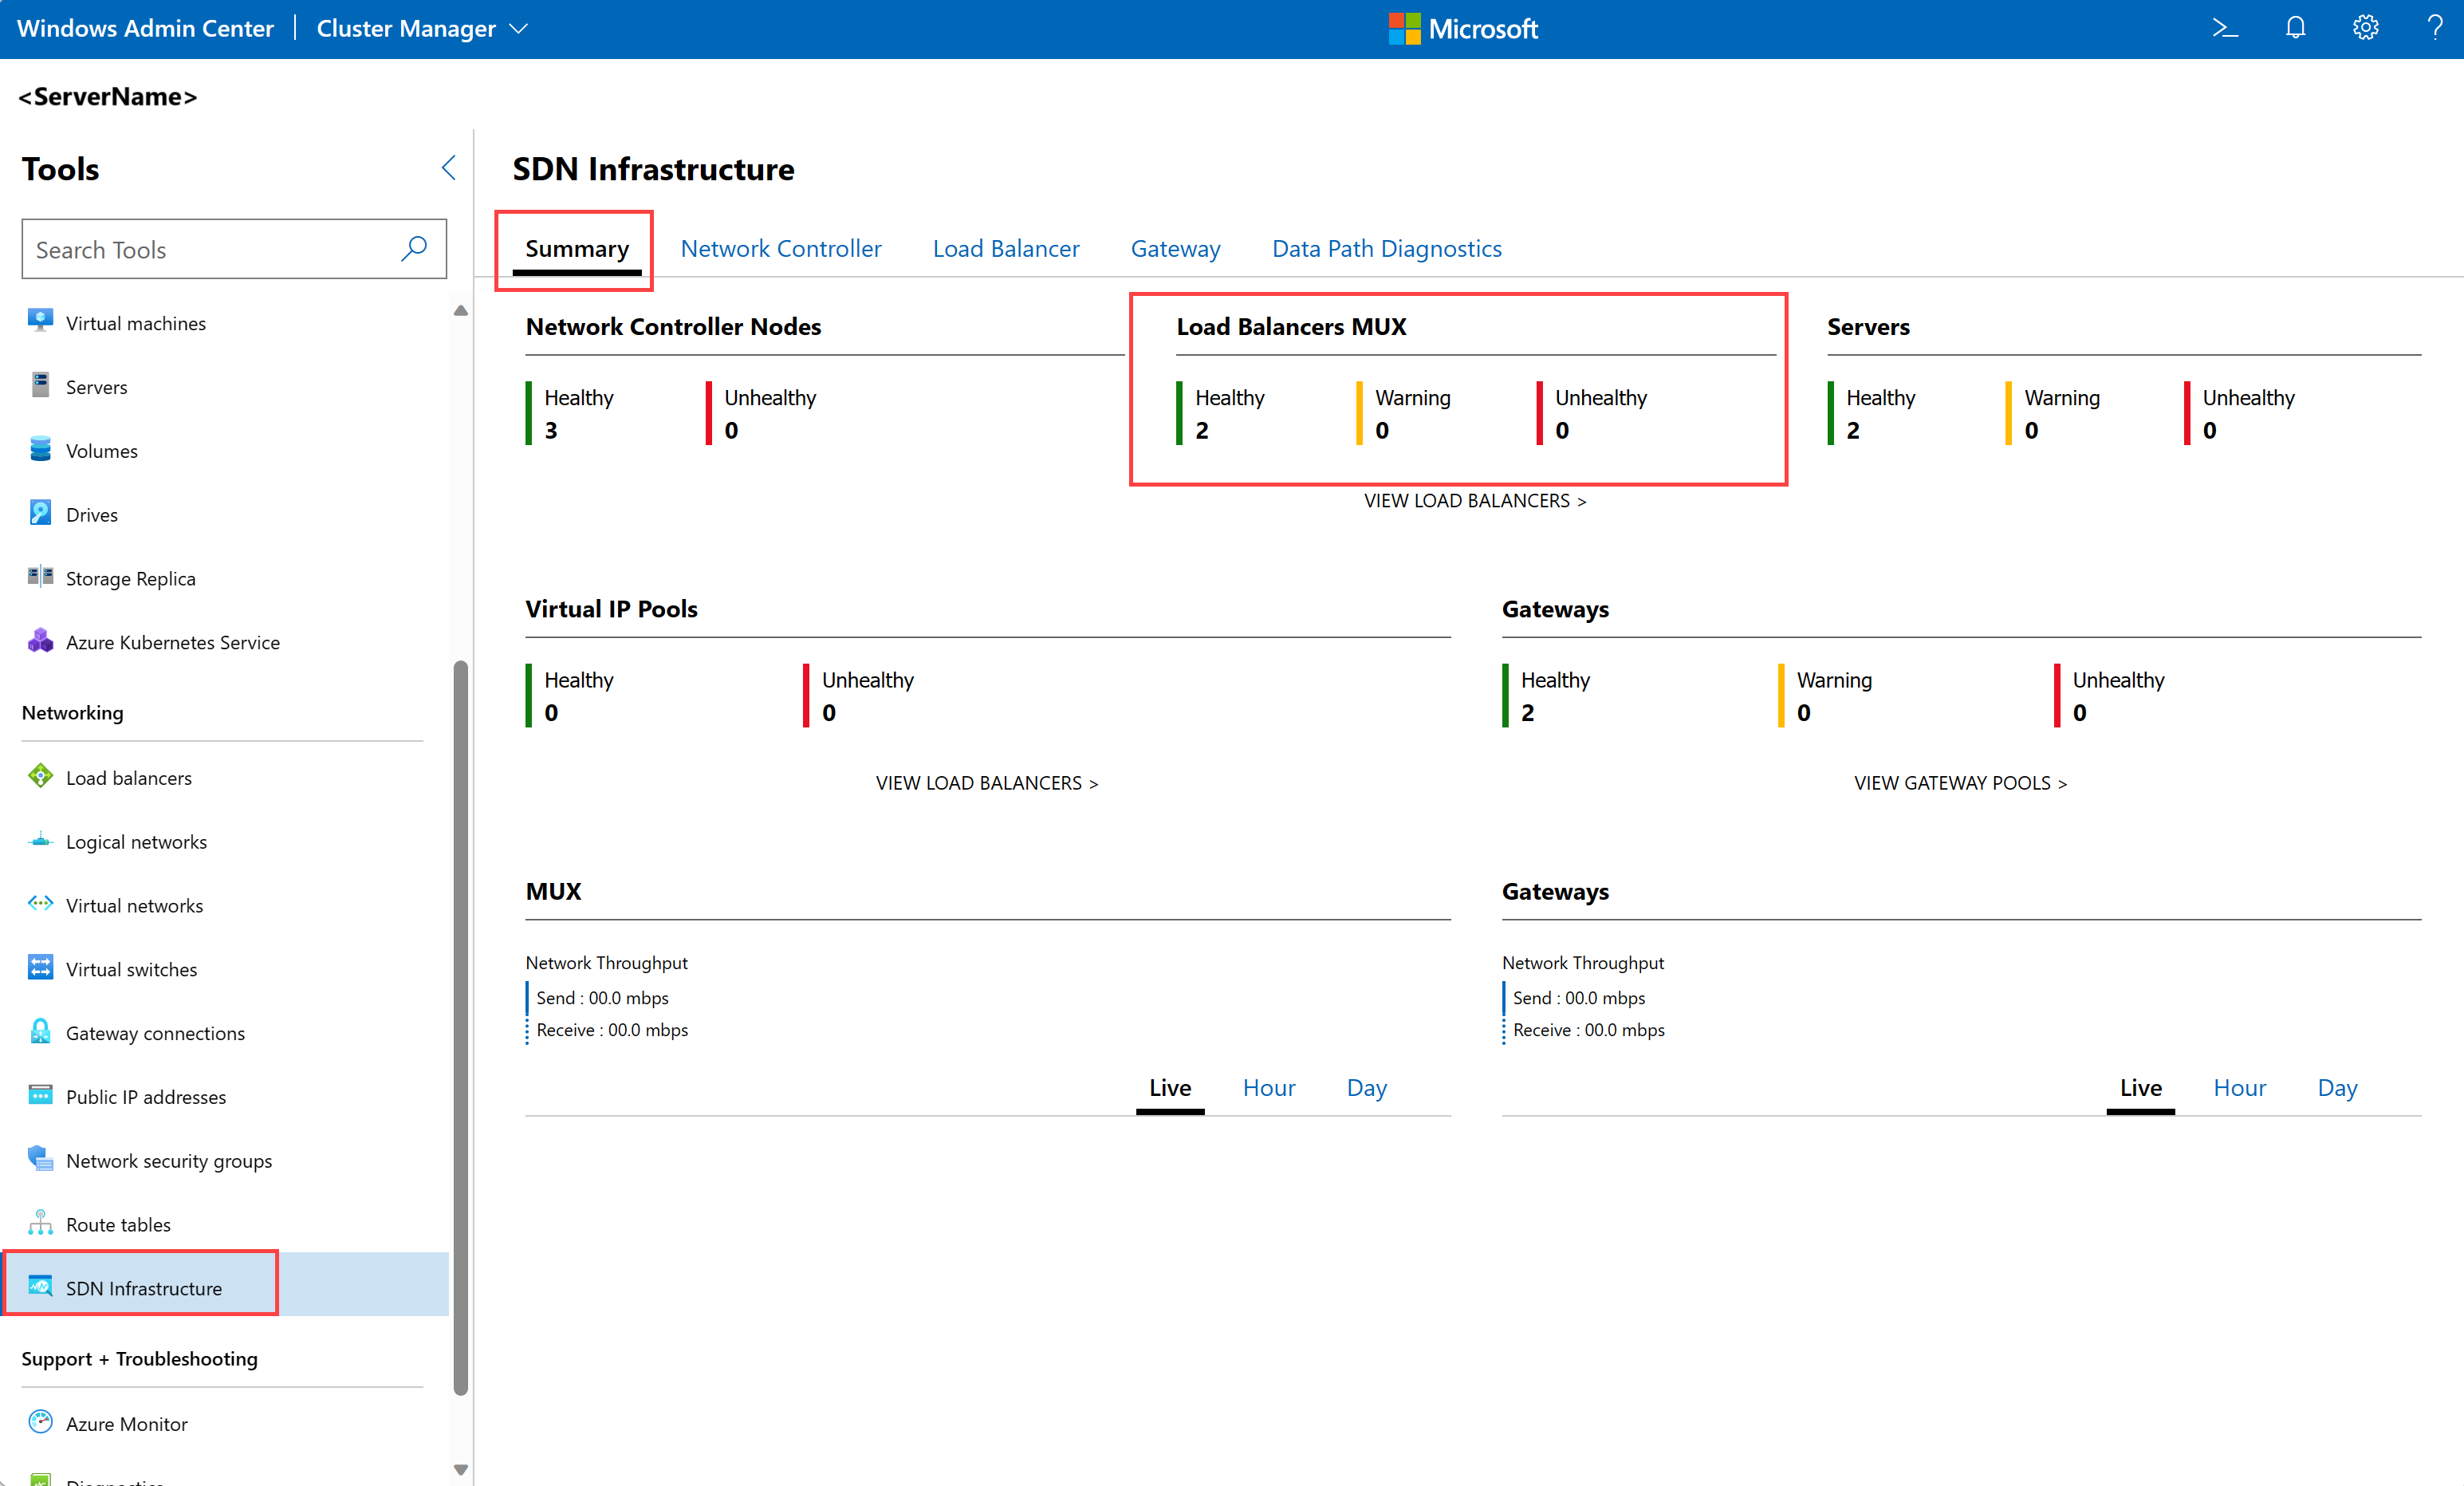 Windows Admin Center
Cluster Manager
Microsoft
<ServerName>
Tools
Search Tools
Virtual machines
Servers
Volumes
Drives
Storage Replica
Azure Kubernetes Service
Networking
Load balancers
Logical networks
Virtual networks
Virtual switches
Gateway connections
Public IP addresses
Network security groups
Route tables
SDN Infrastructure
Support + Troubleshooting
Azure Monitor
Diagnostics
SDN Infrastructure
Summary Network Controller Load Balancer Gateway Data Path Diagnostics
Network Controller Nodes
Healthy Unhealthy
3 0
Load Balancers MUX
Healthy Warning Unhealthy
2 0 0
VIEW LOAD BALANCERS >
Servers
Healthy Warning Unhealthy
2 0 0
Virtual IP Pools
Healthy Unhealthy
0 0
VIEW LOAD BALANCERS >
Gateways
Healthy Warning Unhealthy
2 0 0
VIEW GATEWAY POOLS >
MUX
Network Throughput
Send : 00.0 mbps
Receive : 00.0 mbps
Live Hour Day
Gateways
Network Throughput
Send : 00.0 mbps
Receive : 00.0 mbps
Live Hour Day